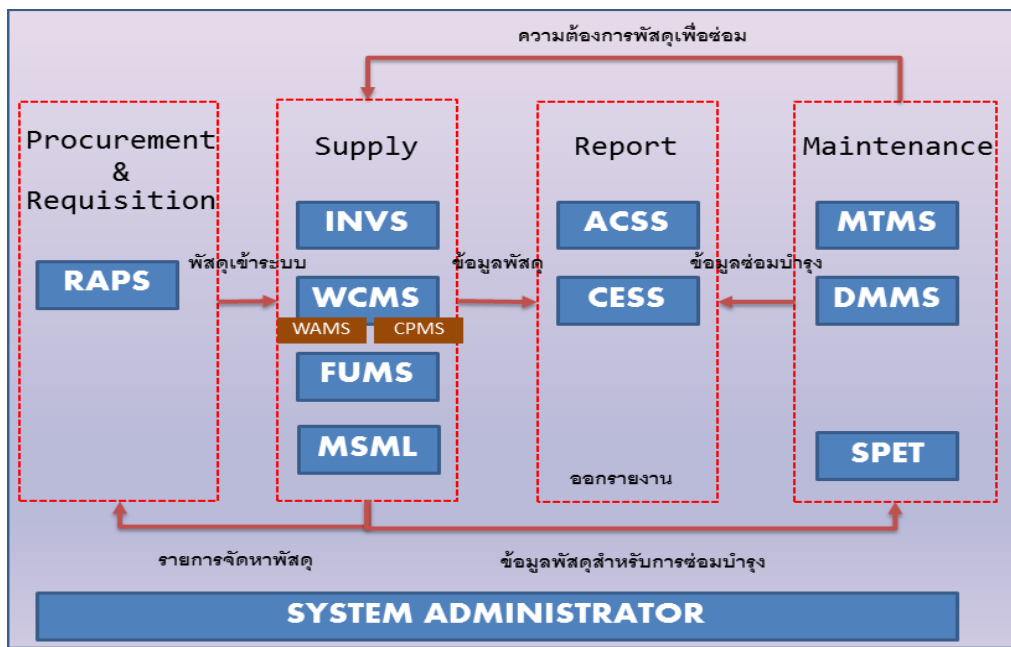 ความต้องการพัสดุเพื่อซ่อม
Procurement
&
Requisition
RAPS
พัสดุเข้าระบบ
Supply
INVS
WCMS
WAMS CPMS
FUMS
MSML
ข้อมูลพัสดุ
Report
ACSS
CESS
ออกรายงาน
ข้อมูลซ่อมบำรุง
Maintenance
MTMS
DMMS
SPET
รายการจัดหาพัสดุ
ข้อมูลพัสดุสำหรับการซ่อมบำรุง
SYSTEM ADMINISTRATOR